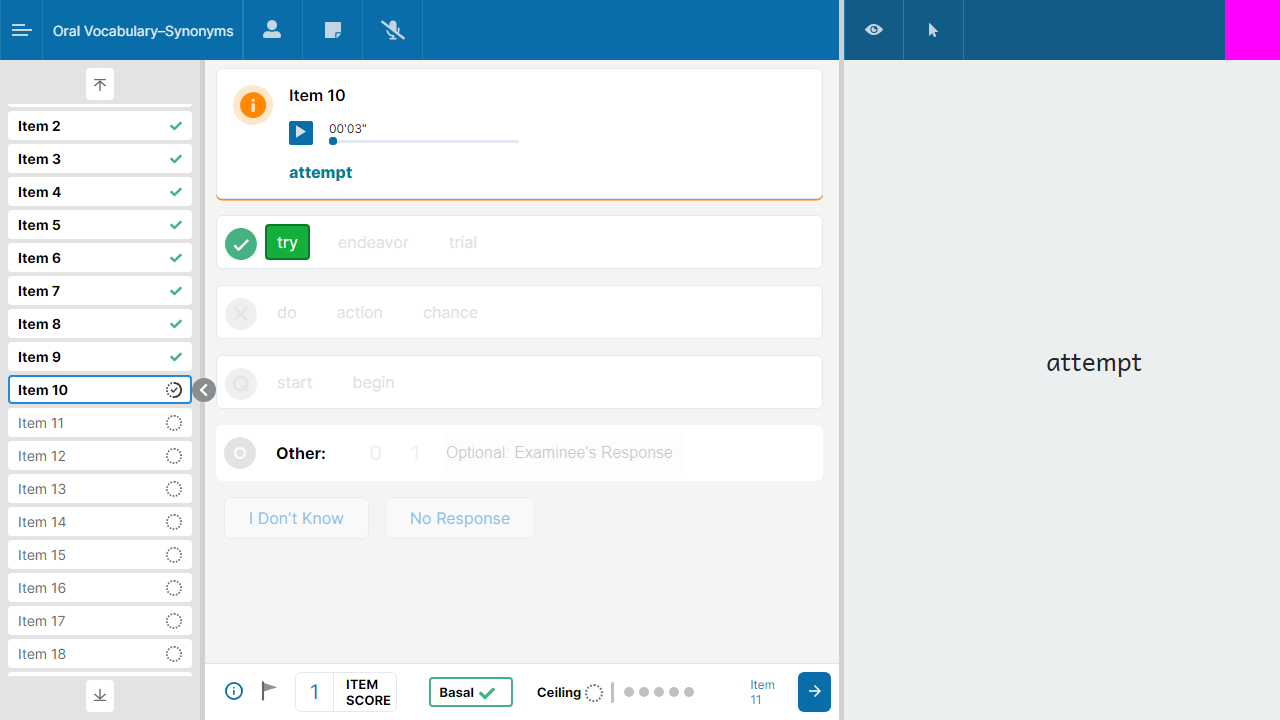 Oral Vocabulary–Synonyms
Item 2
Item 3
Item 4
Item 5
Item 6
Item 7
Item 8
Item 9
Item 10
Item 11
Item 12
Item 13
Item 14
Item 15
Item 16
Item 17
Item 18
Item 10
00'03"
attempt
try endeavor trial
do action chance
start begin
Other: 0 1 Optional: Examinee's Response
I Don't Know No Response
1 ITEM SCORE Basal Ceiling Item 11
attempt